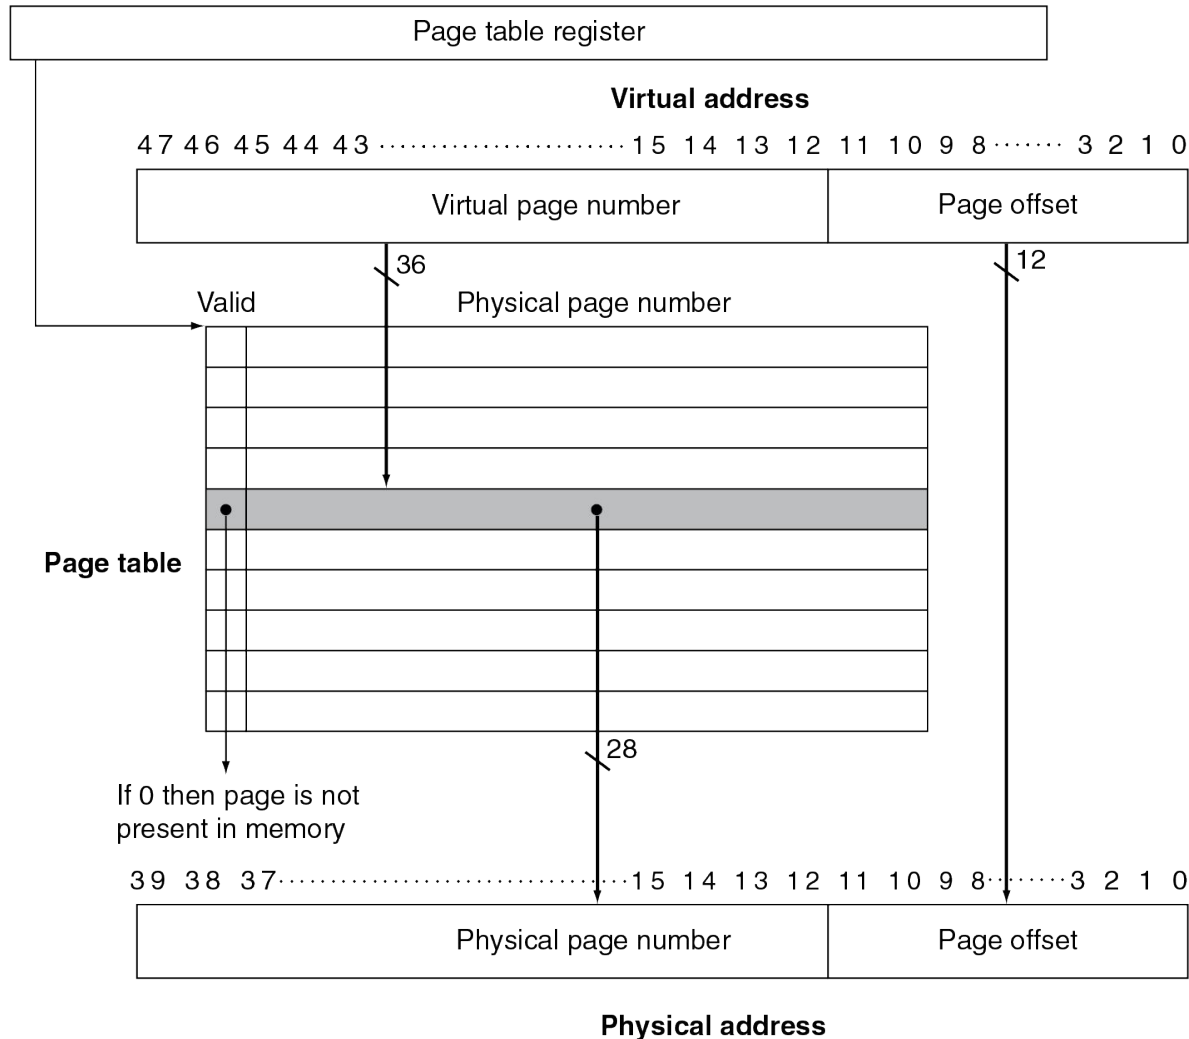 Page table register
Virtual address
47 46 45 44 43 ······················· 15 14 13 12 11 10 9 8 ······· 3 2 1 0
Virtual page number Page offset
36 12
Valid Physical page number
Page table
28
If 0 then page is not
present in memory
39 38 37 ································ 15 14 13 12 11 10 9 8 ········ 3 2 1 0
Physical page number Page offset
Physical address